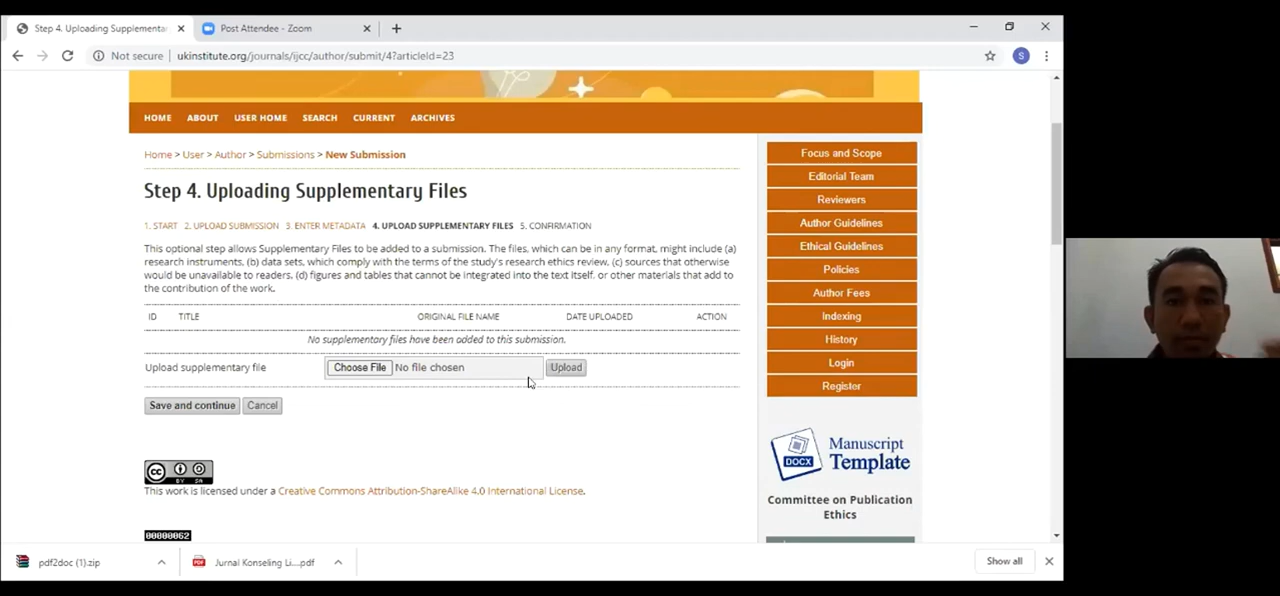 Step 4. Uploading Supplementar
Post Attendee - Zoom
Not secure
ukinstitute.org/journals/ijcc/author/submit/4?articleId=23
S
HOME ABOUT USER HOME SEARCH CURRENT ARCHIVES
Home > User > Author > Submissions > New Submission
Step 4. Uploading Supplementary Files
1. START 2. UPLOAD SUBMISSION 3. ENTER METADATA 4. UPLOAD SUPPLEMENTARY FILES 5. CONFIRMATION
This optional step allows Supplementary Files to be added to a submission. The files, which can be in any format, might include (a)
research instruments, (b) data sets, which comply with the terms of the study's research ethics review, (c) sources that otherwise
would be unavailable to readers, (d) figures and tables that cannot be integrated into the text itself, or other materials that add to
the contribution of the work.
ID TITLE ORIGINAL FILE NAME DATE UPLOADED ACTION
No supplementary files have been added to this submission.
Upload supplementary file Choose File No file chosen Upload
Save and continue Cancel
cc BY SA
This work is licensed under a Creative Commons Attribution-ShareAlike 4.0 International License.
00000062
Focus and Scope
Editorial Team
Reviewers
Author Guidelines
Ethical Guidelines
Policies
Author Fees
Indexing
History
Login
Register
DOCX
Manuscript
Template
Committee on Publication
Ethics
pdf2doc (1).zip
PDF
Jurnal Konseling Li....pdf
Show all